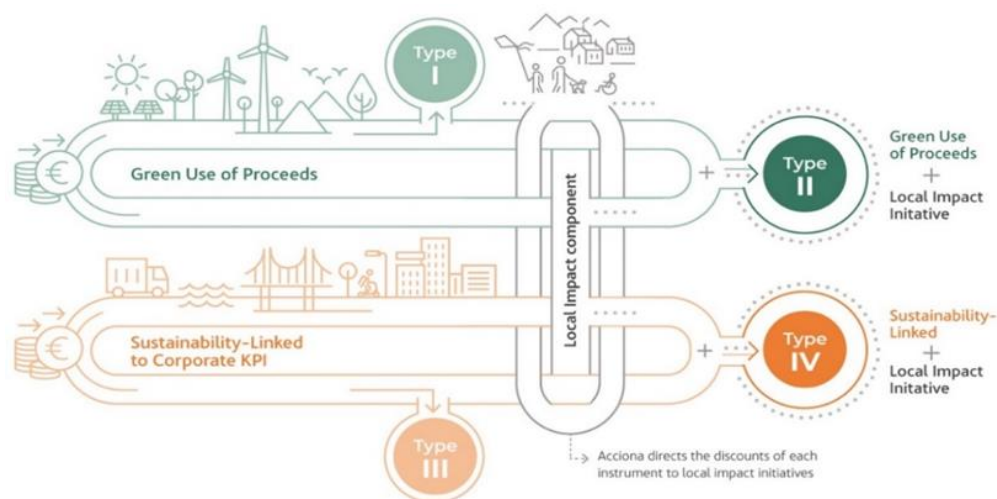 Type
I
Green Use of Proceeds
Local Impact component
Type
II
Green Use
of Proceeds
+
Local Impact
Initative
€
+
Sustainability-Linked
to Corporate KPI
€
+
Type
IV
Sustainability-
Linked
+
Local Impact
Initative
Type
III
Acciona directs the discounts of each
instrument to local impact initiatives